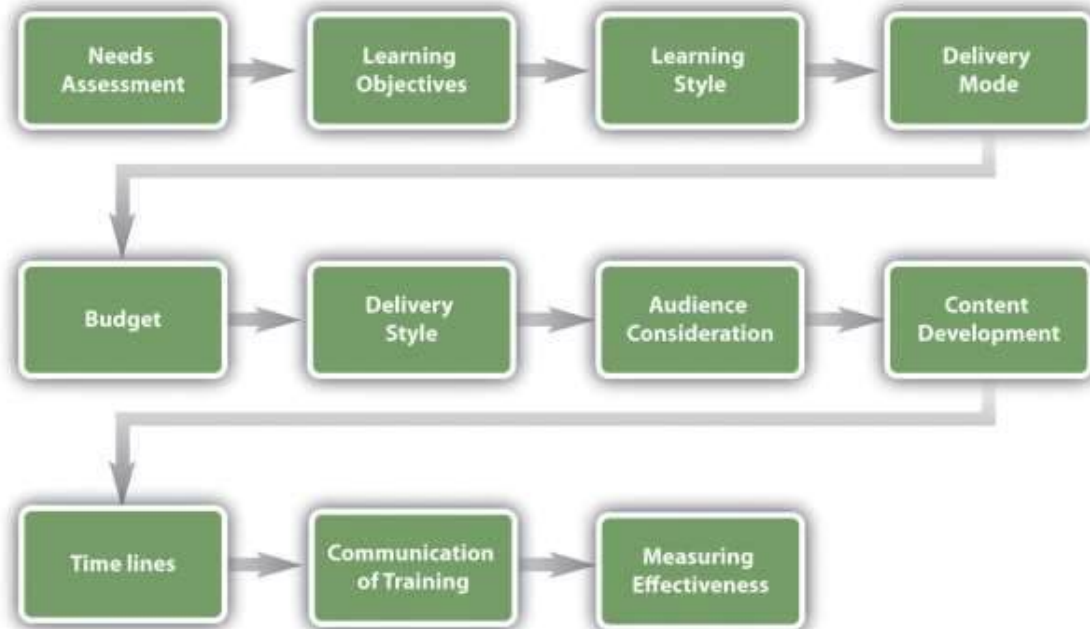 Needs
Assessment
Learning
Objectives
Learning
Style
Delivery
Mode
Budget
Delivery
Style
Audience
Consideration
Content
Development
Time lines
Communication
of Training
Measuring
Effectiveness